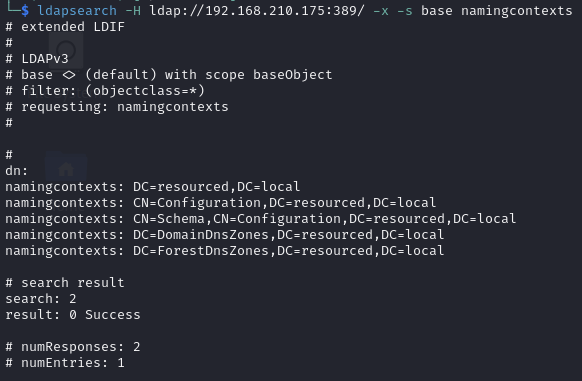 └─$ ldapsearch -H ldap://192.168.210.175:389/ -x -s base namingcontexts
# extended LDIF
#
# LDAPv3
# base <> (default) with scope baseObject
# filter: (objectclass=*)
# requesting: namingcontexts
#

#
dn:
namingcontexts: DC=resourced,DC=local
namingcontexts: CN=Configuration,DC=resourced,DC=local
namingcontexts: CN=Schema,CN=Configuration,DC=resourced,DC=local
namingcontexts: DC=DomainDnsZones,DC=resourced,DC=local
namingcontexts: DC=ForestDnsZones,DC=resourced,DC=local

# search result
search: 2
result: 0 Success

# numResponses: 2
# numEntries: 1